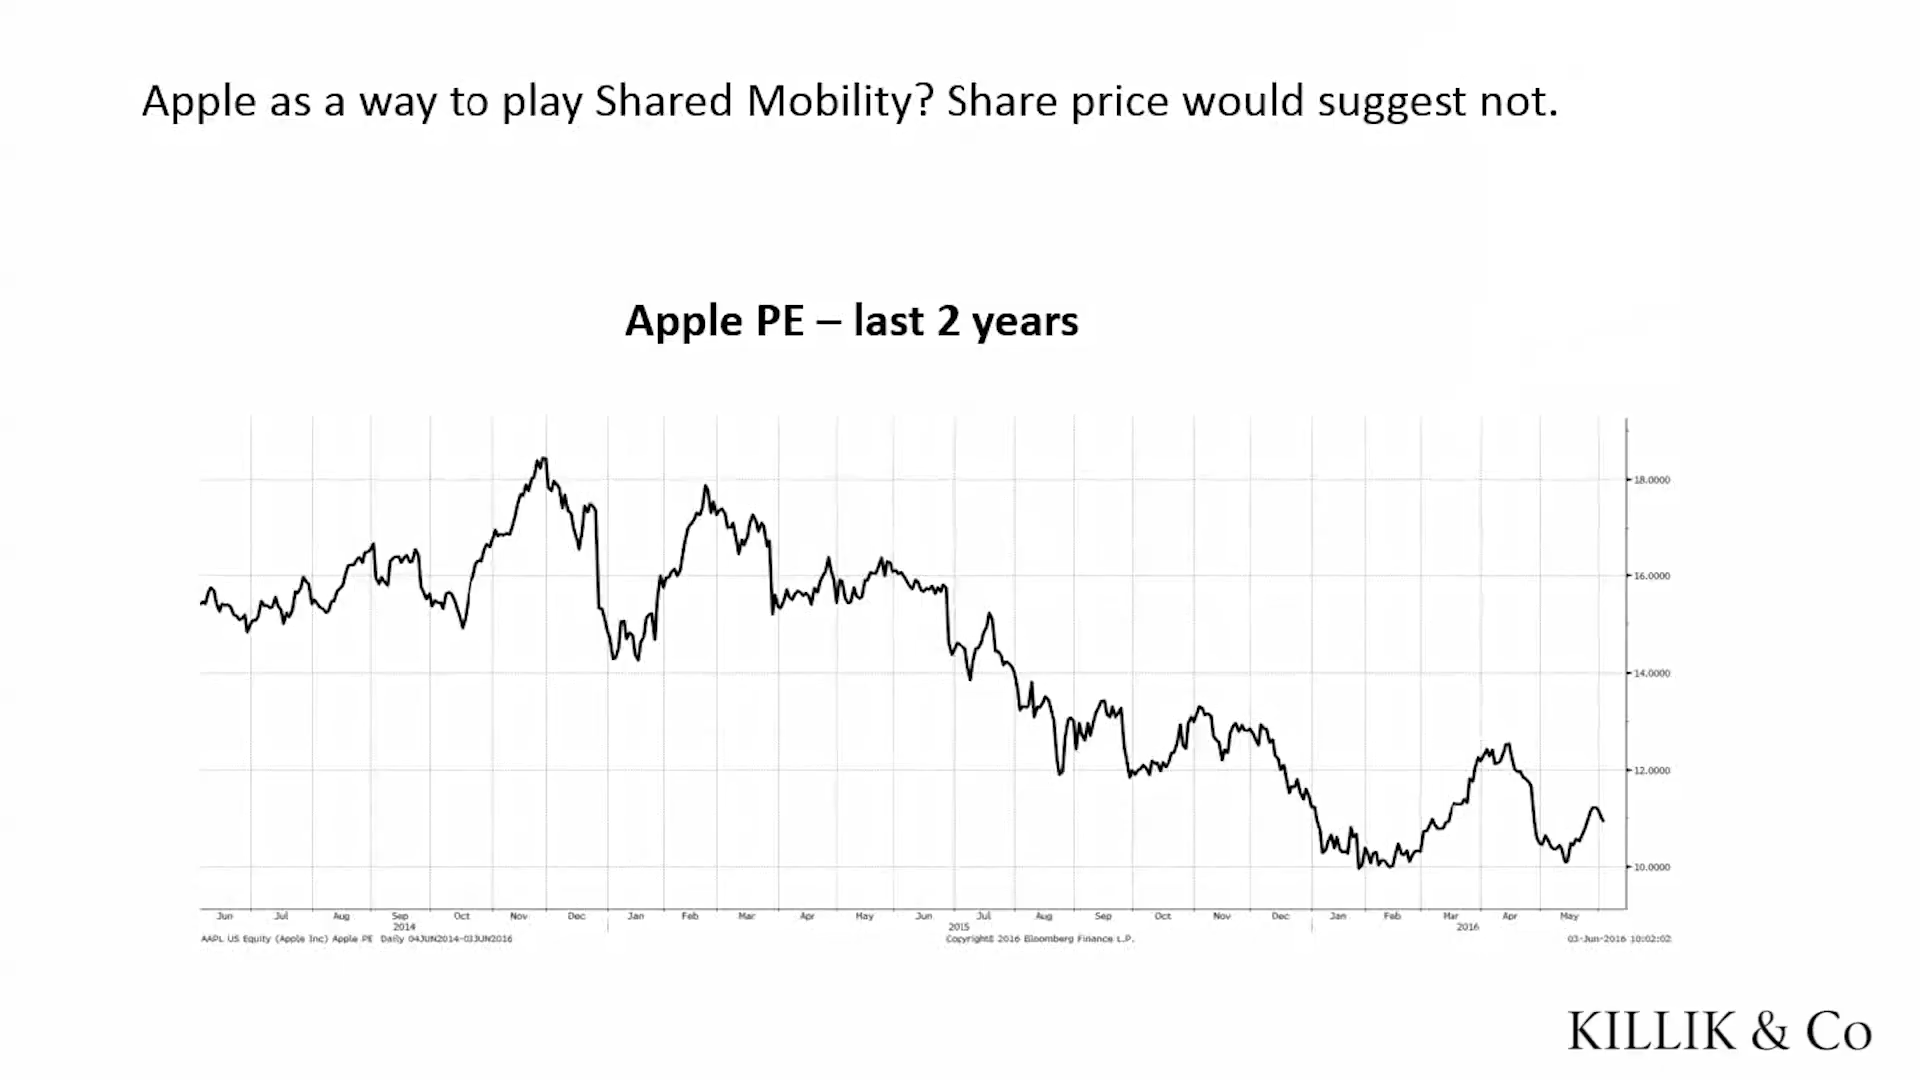 Apple as a way to play Shared Mobility? Share price would suggest not.
Apple PE – last 2 years
18.0000
16.0000
14.0000
12.0000
10.0000
Jun Jul Aug Sep Oct Nov Dec Jan Feb Mar Apr May Jun Jul Aug Sep Oct Nov Dec Jan Feb Mar Apr May
2014 2015 2016
AAPL US Equity (Apple Inc) Apple PE Daily 04JUN2014-03JUN2016 Copyright© 2016 Bloomberg Finance L.P. 03-Jun-2016 10:02:02
KILLIK & Co